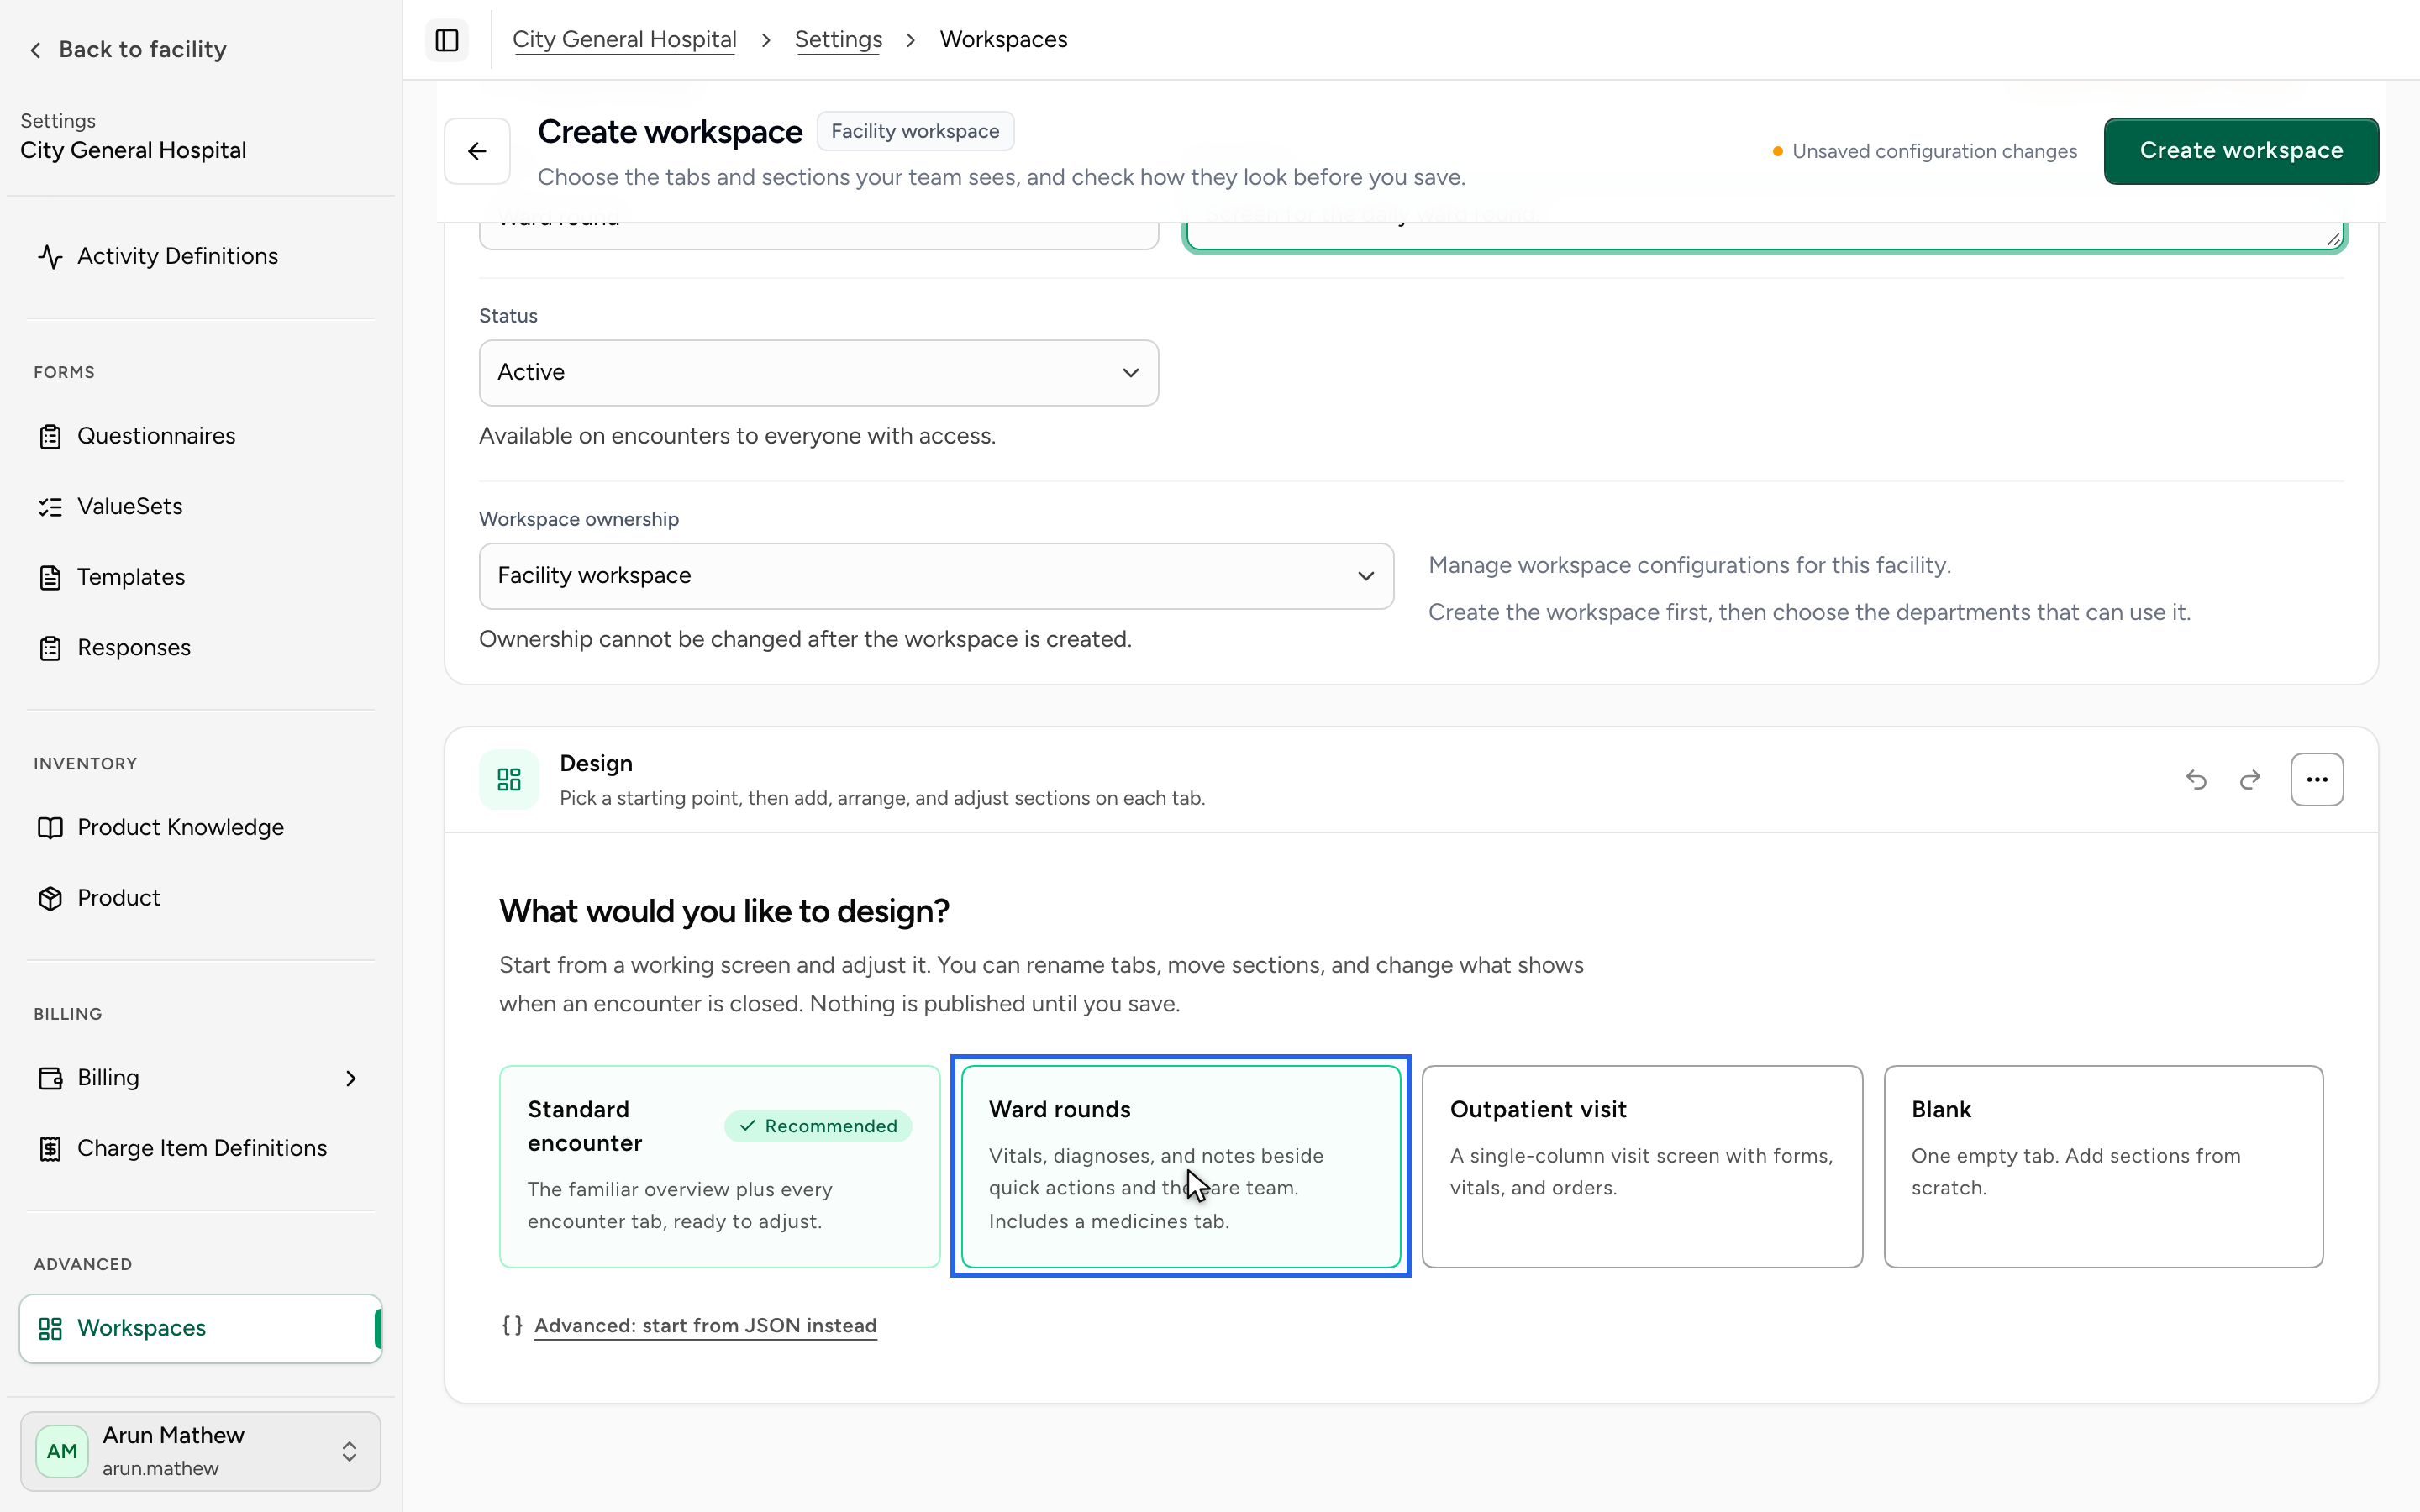 Back to facility
Settings
City General Hospital
Activity Definitions
FORMS
Questionnaires
ValueSets
Templates
Responses
INVENTORY
Product Knowledge
Product
BILLING
Billing
Charge Item Definitions
ADVANCED
Workspaces
AM
Arun Mathew
arun.mathew
City General Hospital > Settings > Workspaces
Create workspace
Facility workspace
Choose the tabs and sections your team sees, and check how they look before you save.
Unsaved configuration changes
Create workspace
Status
Active
Available on encounters to everyone with access.
Workspace ownership
Facility workspace
Ownership cannot be changed after the workspace is created.
Manage workspace configurations for this facility.
Create the workspace first, then choose the departments that can use it.
Design
Pick a starting point, then add, arrange, and adjust sections on each tab.
What would you like to design?
Start from a working screen and adjust it. You can rename tabs, move sections, and change what shows
when an encounter is closed. Nothing is published until you save.
Standard
encounter
Recommended
The familiar overview plus every
encounter tab, ready to adjust.
Ward rounds
Vitals, diagnoses, and notes beside
quick actions and the care team.
Includes a medicines tab.
Outpatient visit
A single-column visit screen with forms,
vitals, and orders.
Blank
One empty tab. Add sections from
scratch.
{ } Advanced: start from JSON instead